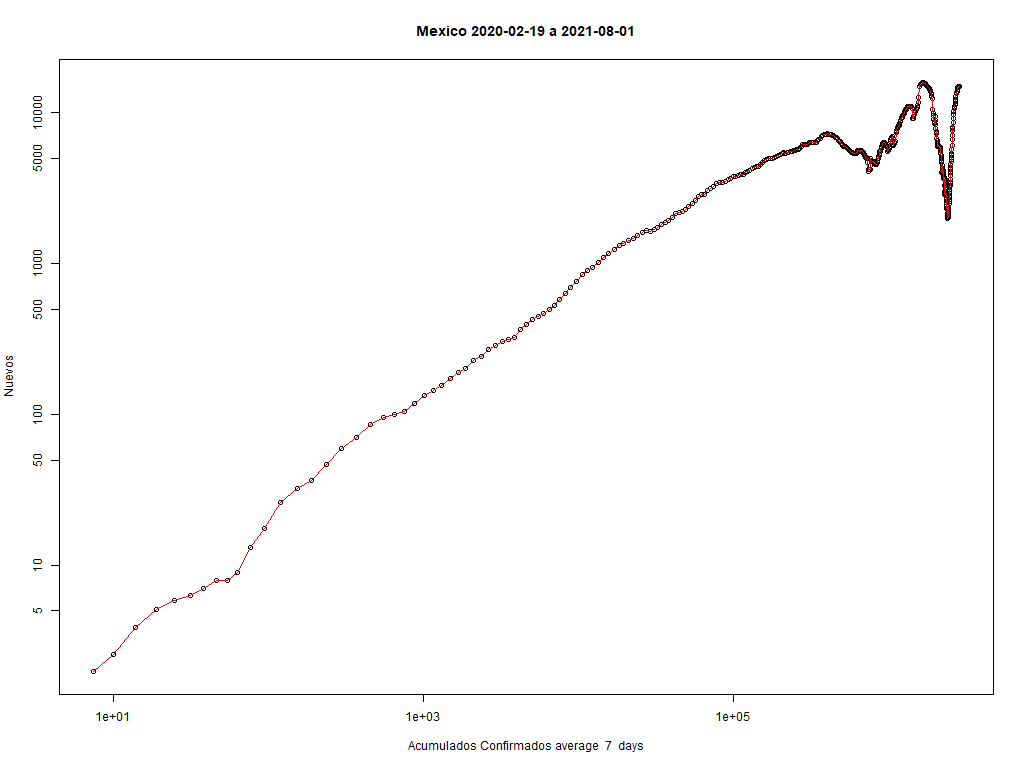 Mexico 2020-02-19 a 2021-08-01
10000
5000
1000
500
100
50
10
5
Nuevos
1e+01
1e+03
1e+05
Acumulados Confirmados average 7 days